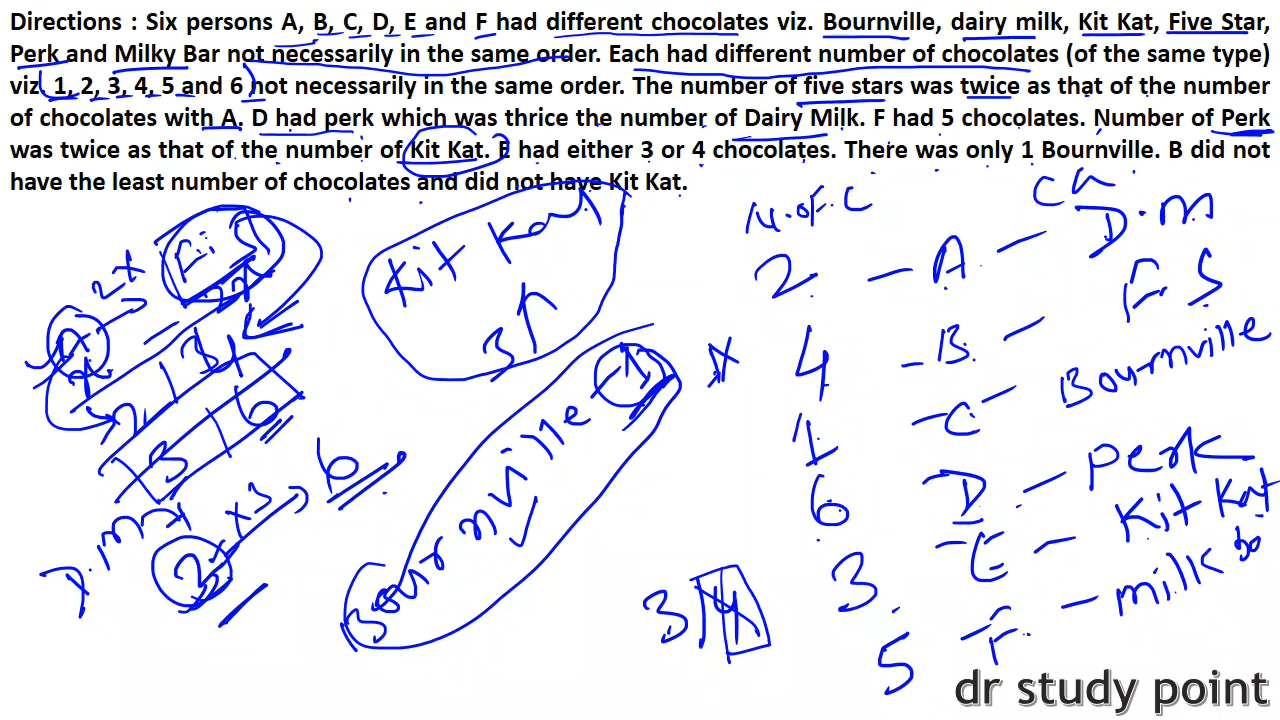 Directions : Six persons A, B, C, D, E and F had different chocolates viz. Bournville, dairy milk, Kit Kat, Five Star,
Perk and Milky Bar not necessarily in the same order. Each had different number of chocolates (of the same type)
viz. 1, 2, 3, 4, 5 and 6 not necessarily in the same order. The number of five stars was twice as that of the number
of chocolates with A. D had perk which was thrice the number of Dairy Milk. F had 5 chocolates. Number of Perk
was twice as that of the number of Kit Kat. E had either 3 or 4 chocolates. There was only 1 Bournville. B did not
have the least number of chocolates and did not have Kit Kat.
N.of.C Ch
2 - A - D.M
4 - B - F.S
1 - C - Bournville
6 - D - Perk
3 - E - Kit Kat
5 - F - milk ba
Kit Kat
3
Bournville - 1
6
dr study point